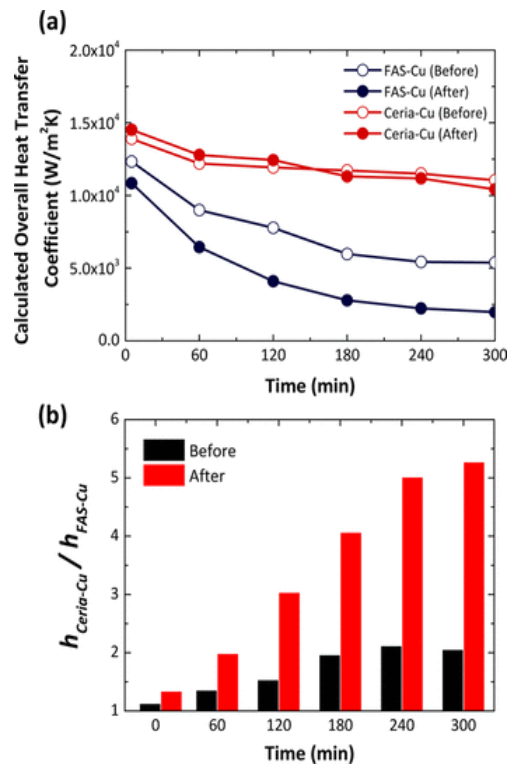 (a)
Calculated Overall Heat Transfer
Coefficient (W/m²K)
2.0x10⁴
1.5x10⁴
1.0x10⁴
5.0x10³
0.0
FAS-Cu (Before)
FAS-Cu (After)
Ceria-Cu (Before)
Ceria-Cu (After)
0 60 120 180 240 300
Time (min)
(b)
h Ceria-Cu / h FAS-Cu
6
5
4
3
2
1
Before
After
0 60 120 180 240 300
Time (min)